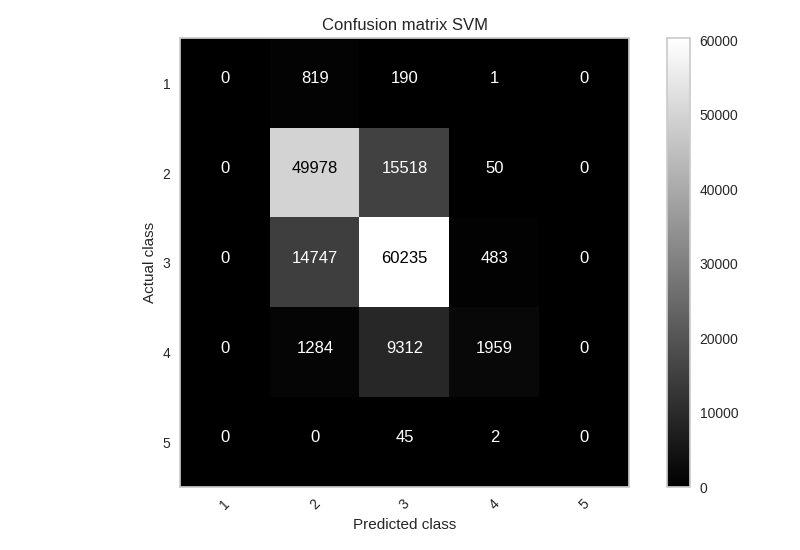 Confusion matrix SVM
1 0 819 190 1 0
2 0 49978 15518 50 0
3 0 14747 60235 483 0
4 0 1284 9312 1959 0
5 0 0 45 2 0
1 2 3 4 5
Predicted class
Actual class
60000
50000
40000
30000
20000
10000
0